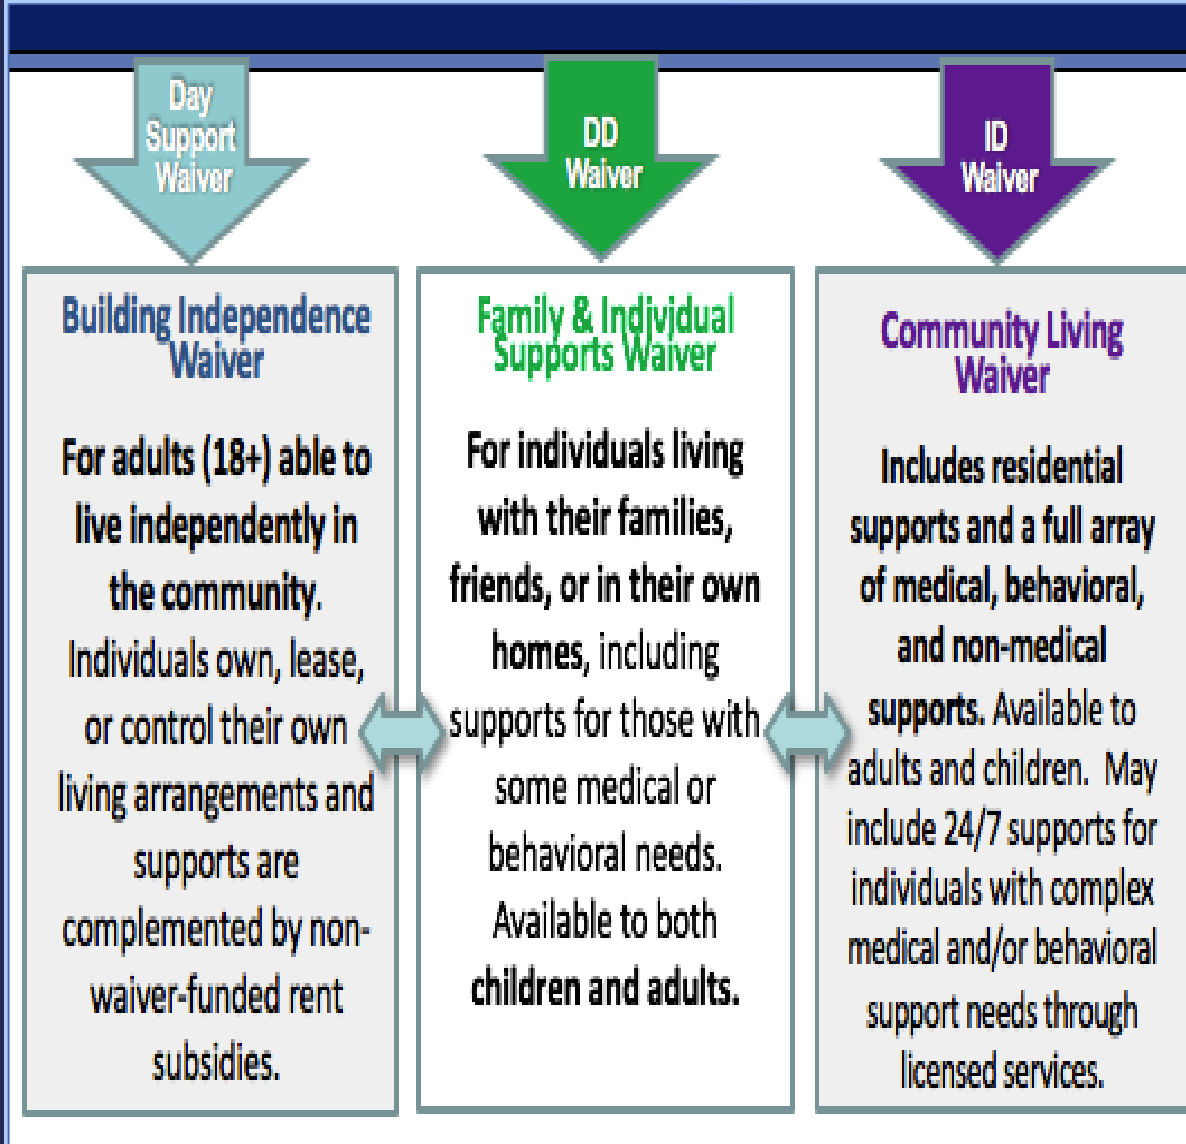 Day
Support
Waiver
DD
Waiver
ID
Waiver
Building Independence
Waiver
For adults (18+) able to
live independently in
the community.
Individuals own, lease,
or control their own
living arrangements and
supports are
complemented by non-
waiver-funded rent
subsidies.
Family & Individual
Supports Waiver
For individuals living
with their families,
friends, or in their own
homes, including
supports for those with
some medical or
behavioral needs.
Available to both
children and adults.
Community Living
Waiver
Includes residential
supports and a full array
of medical, behavioral,
and non-medical
supports. Available to
adults and children. May
include 24/7 supports for
individuals with complex
medical and/or behavioral
support needs through
licensed services.